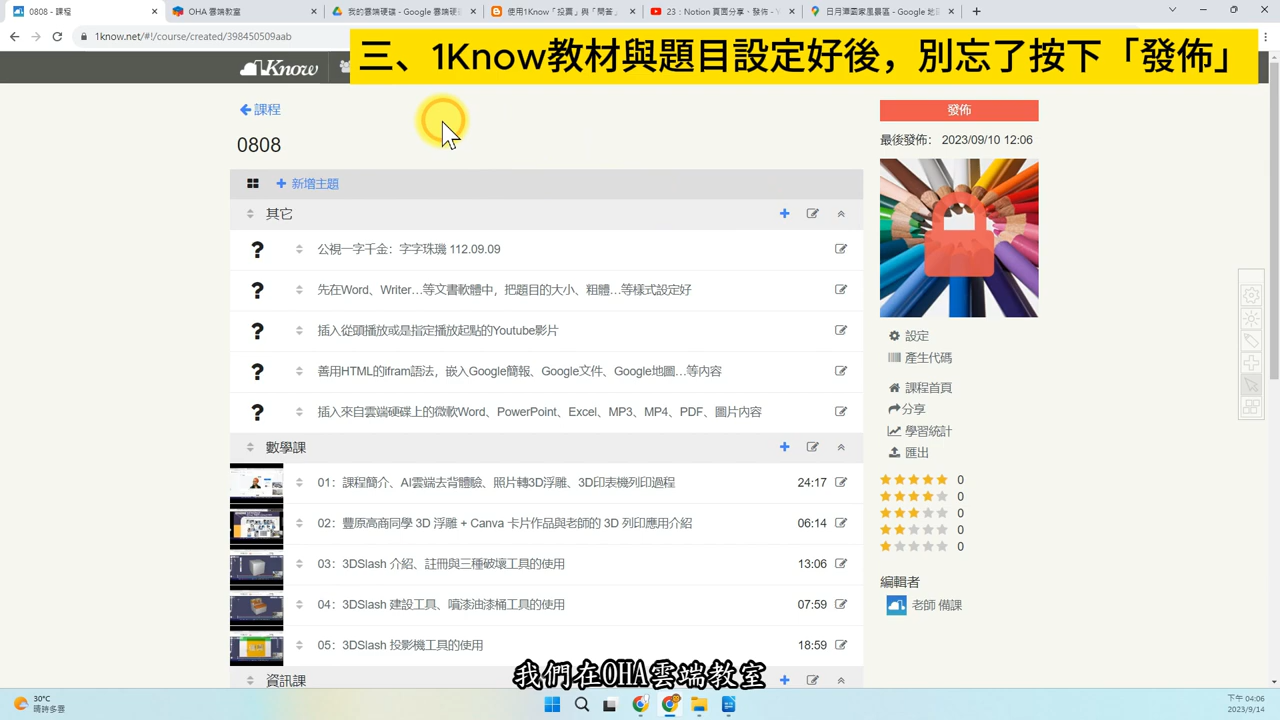 0808 - 課程
OHA 雲端教室
我的雲端硬碟 - Google 雲端硬
使用1Know「投票」與「問答」
23：Notion 頁面分享、發佈 - Y
日月潭國家風景區 - Google 地
1know.net/#!/course/created/398450509aab
三、1Know教材與題目設定好後，別忘了按下「發佈」
1Know
課程
0808
新增主題
其它
? 公視一字千金：字字珠璣 112.09.09
? 先在Word、Writer…等文書軟體中，把題目的大小、粗體…等樣式設定好
? 插入從頭播放或是指定播放起點的Youtube影片
? 善用HTML的ifram語法，嵌入Google簡報、Google文件、Google地圖…等內容
? 插入來自雲端硬碟上的微軟Word、PowerPoint、Excel、MP3、MP4、PDF、圖片內容
數學課
01：課程簡介、AI雲端去背體驗、照片轉3D浮雕、3D印表機列印過程 24:17
02：豐原高商同學 3D 浮雕 + Canva 卡片作品與老師的 3D 列印應用介紹 06:14
03：3DSlash 介紹、註冊與三種破壞工具的使用 13:06
04：3DSlash 建設工具、噴漆油漆桶工具的使用 07:59
05：3DSlash 投影機工具的使用 18:59
資訊課
發佈
最後發佈： 2023/09/10 12:06
設定
產生代碼
課程首頁
分享
學習統計
匯出
0
0
0
0
0
編輯者
老師 備課
我們在OHA雲端教室
30°C
晴時多雲
下午 04:06
2023/9/14